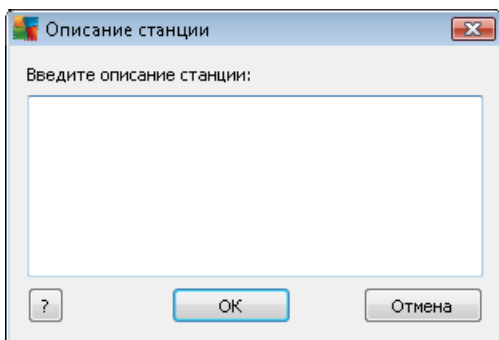 Описание станции
Введите описание станции:
? ОК Отмена